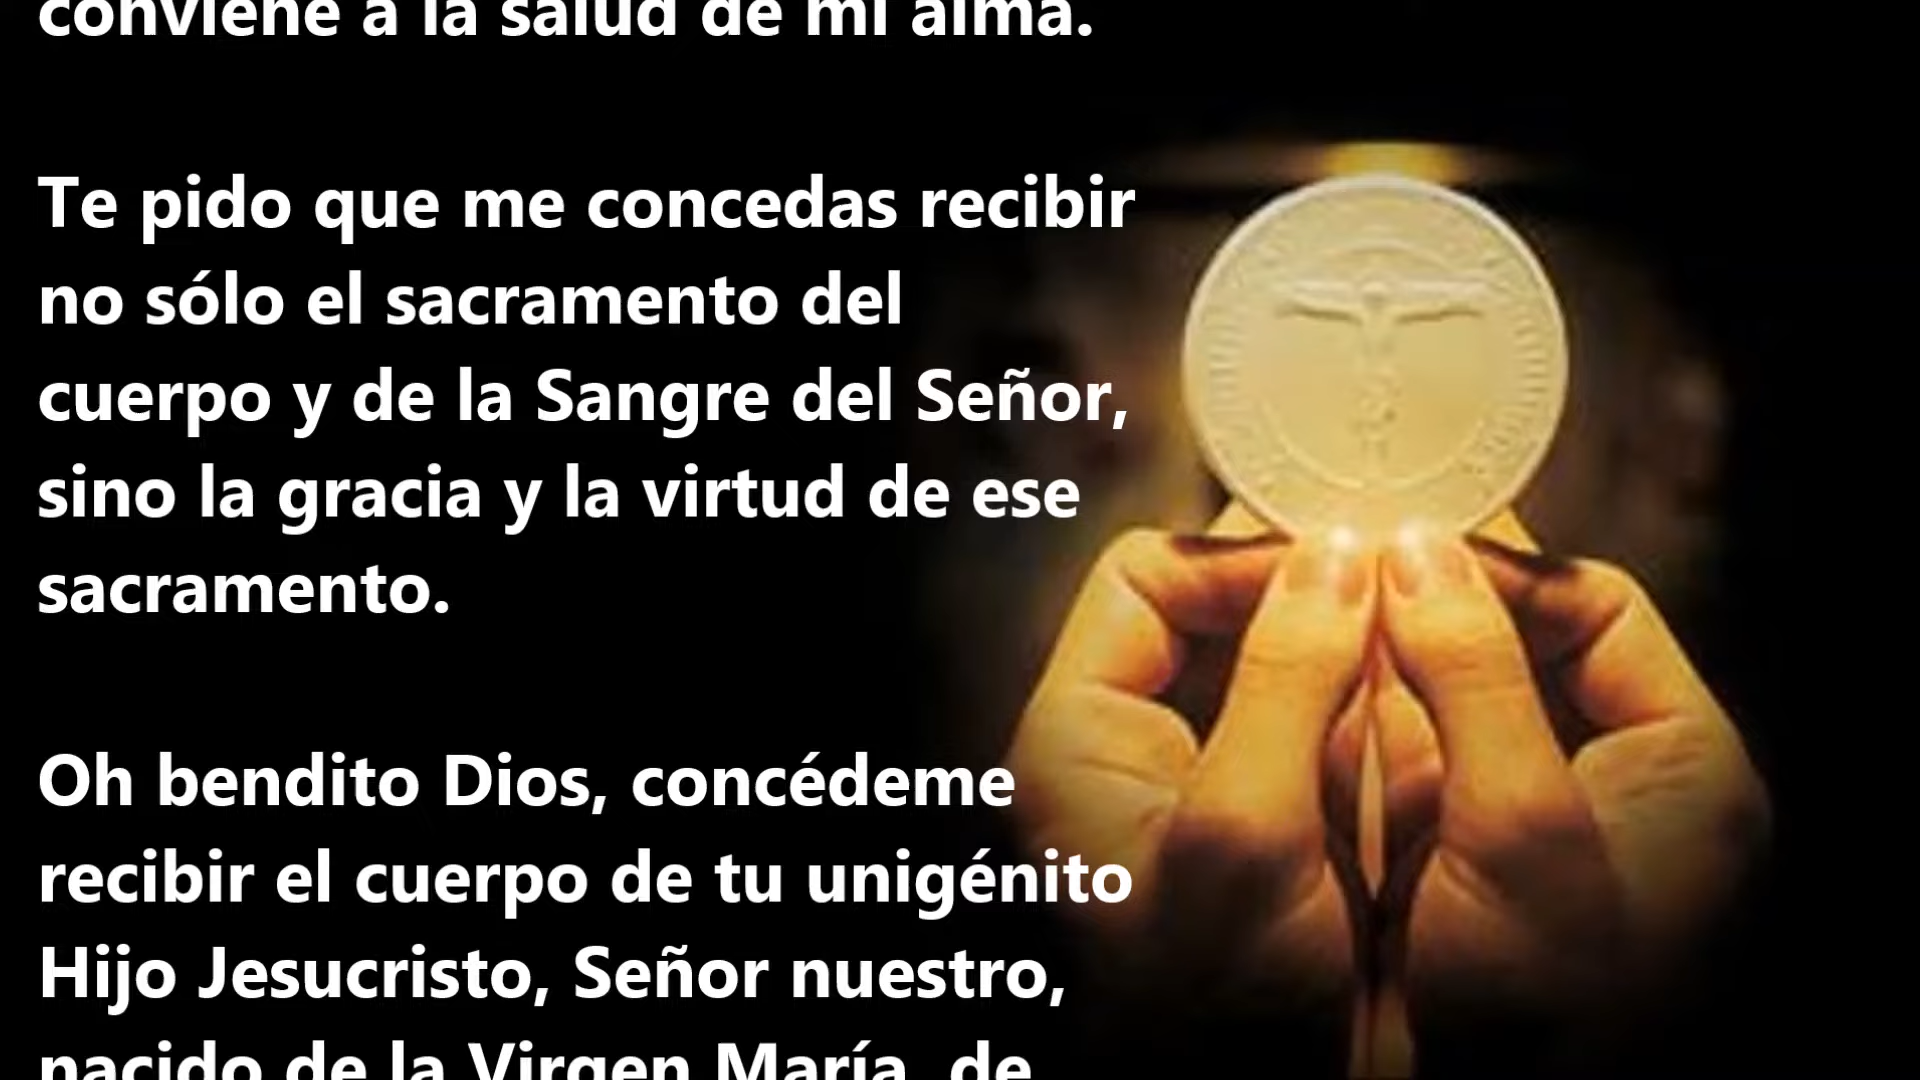 conviene a la salud de mi alma.
Te pido que me concedas recibir
no sólo el sacramento del
cuerpo y de la Sangre del Señor,
sino la gracia y la virtud de ese
sacramento.
Oh bendito Dios, concédeme
recibir el cuerpo de tu unigénito
Hijo Jesucristo, Señor nuestro,
nacido de la Virgen María, de